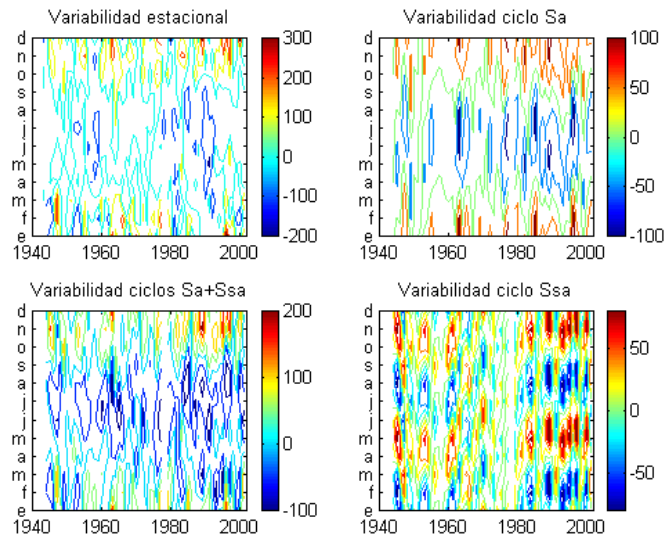 Variabilidad estacional
d
n
o
s
a
j
j
m
a
m
f
e
1940 1960 1980 2000
300
200
100
0
-100
-200
Variabilidad ciclo Sa
d
n
o
s
a
j
j
m
a
m
f
e
1940 1960 1980 2000
100
50
0
-50
-100
Variabilidad ciclos Sa+Ssa
d
n
o
s
a
j
j
m
a
m
f
e
1940 1960 1980 2000
200
100
0
-100
Variabilidad ciclo Ssa
d
n
o
s
a
j
j
m
a
m
f
e
1940 1960 1980 2000
50
0
-50